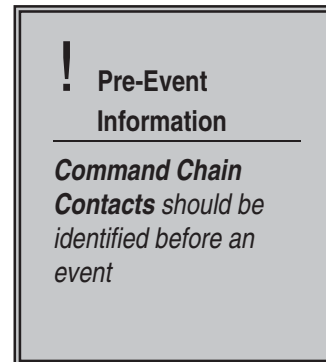 ! Pre-Event
Information
Command Chain
Contacts should be
identified before an
event